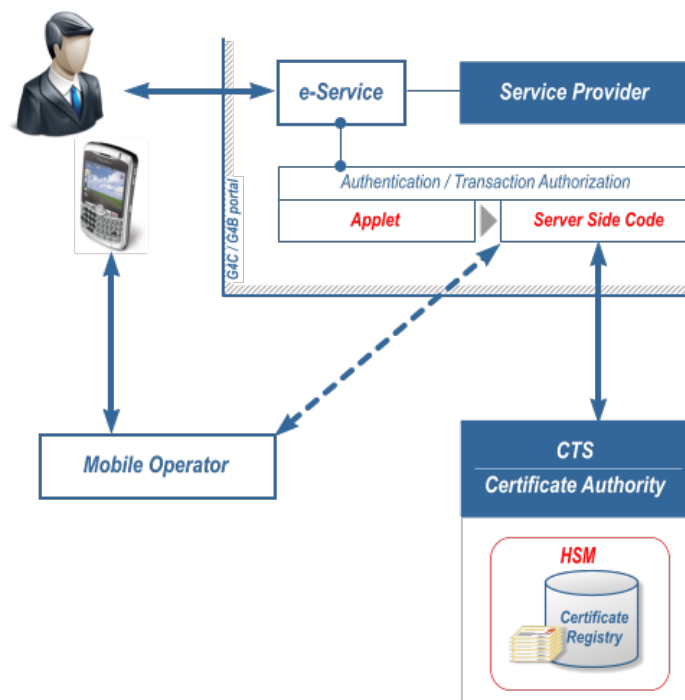 e-Service
Service Provider
Authentication / Transaction Authorization
Applet
Server Side Code
G4C / G4B portal
Mobile Operator
CTS
Certificate Authority
HSM
Certificate
Registry